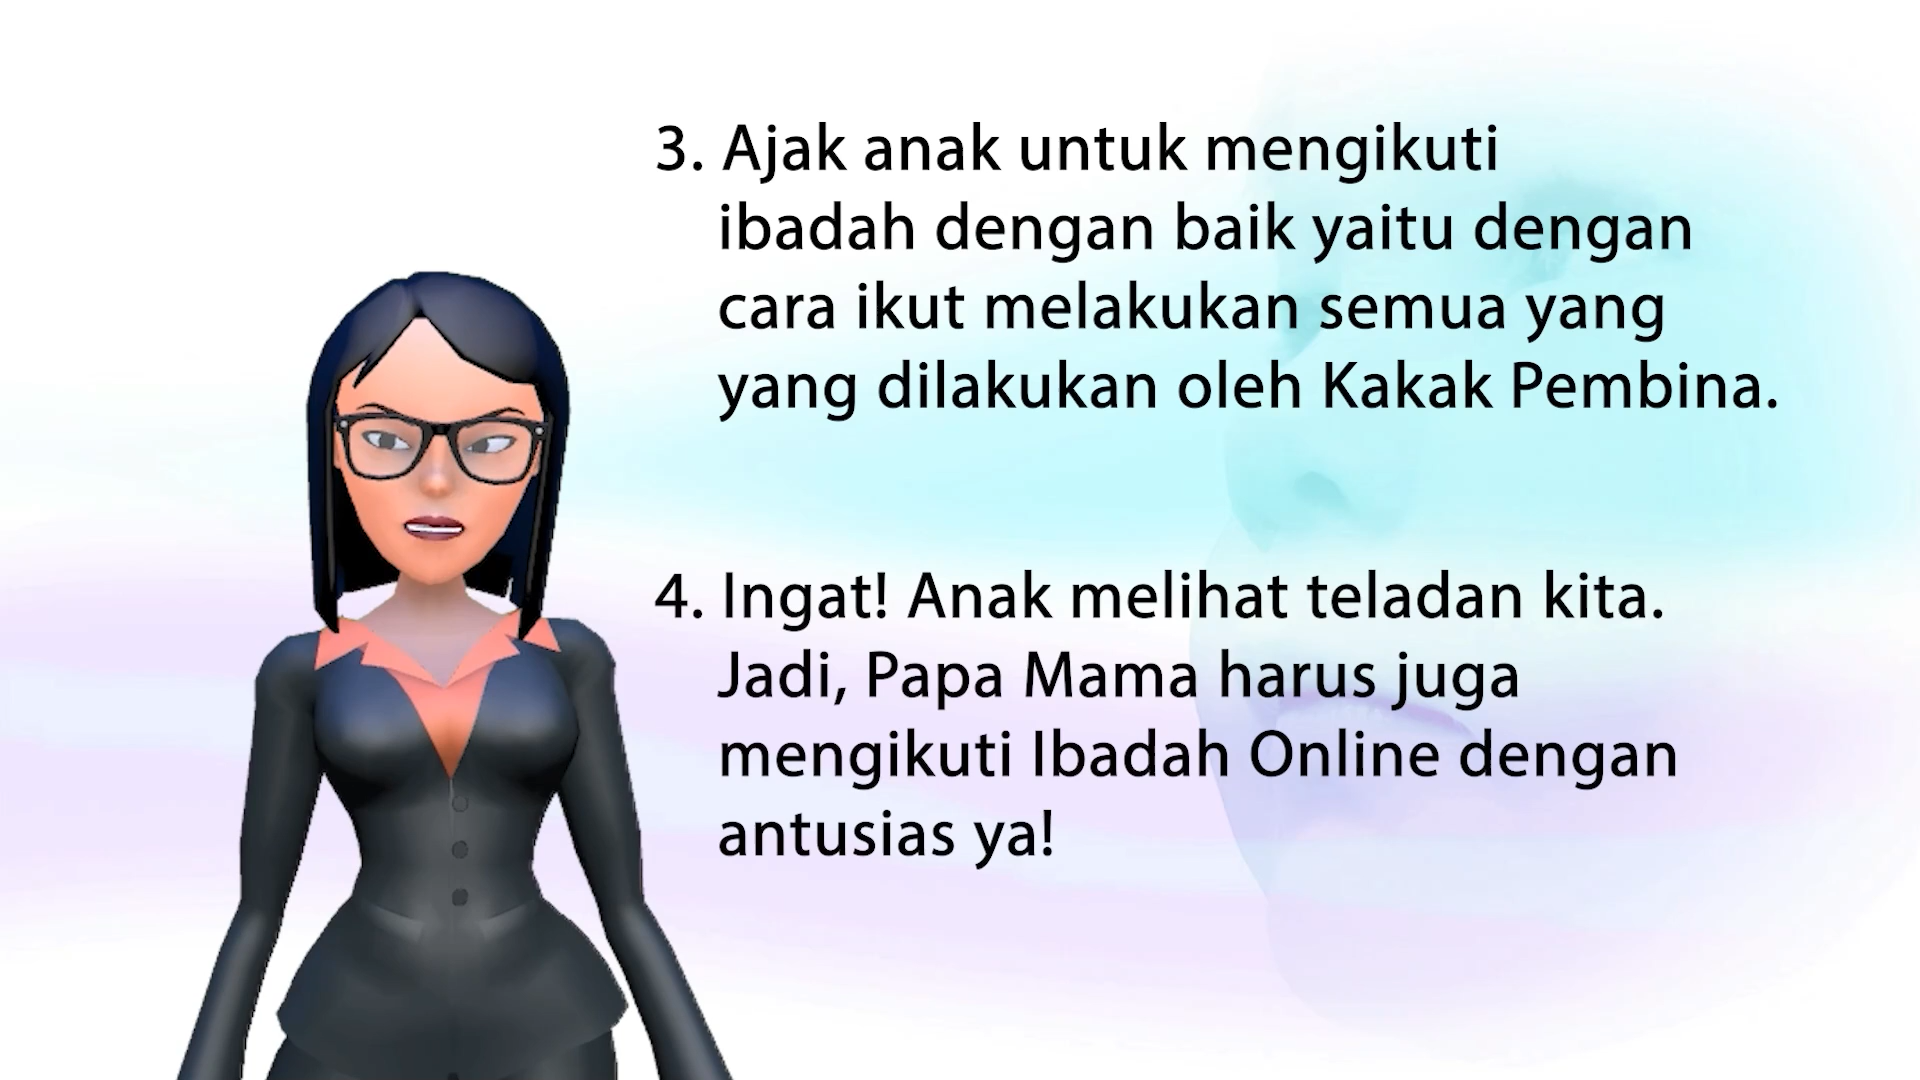 3. Ajak anak untuk mengikuti
ibadah dengan baik yaitu dengan
cara ikut melakukan semua yang
yang dilakukan oleh Kakak Pembina.
4. Ingat! Anak melihat teladan kita.
Jadi, Papa Mama harus juga
mengikuti Ibadah Online dengan
antusias ya!